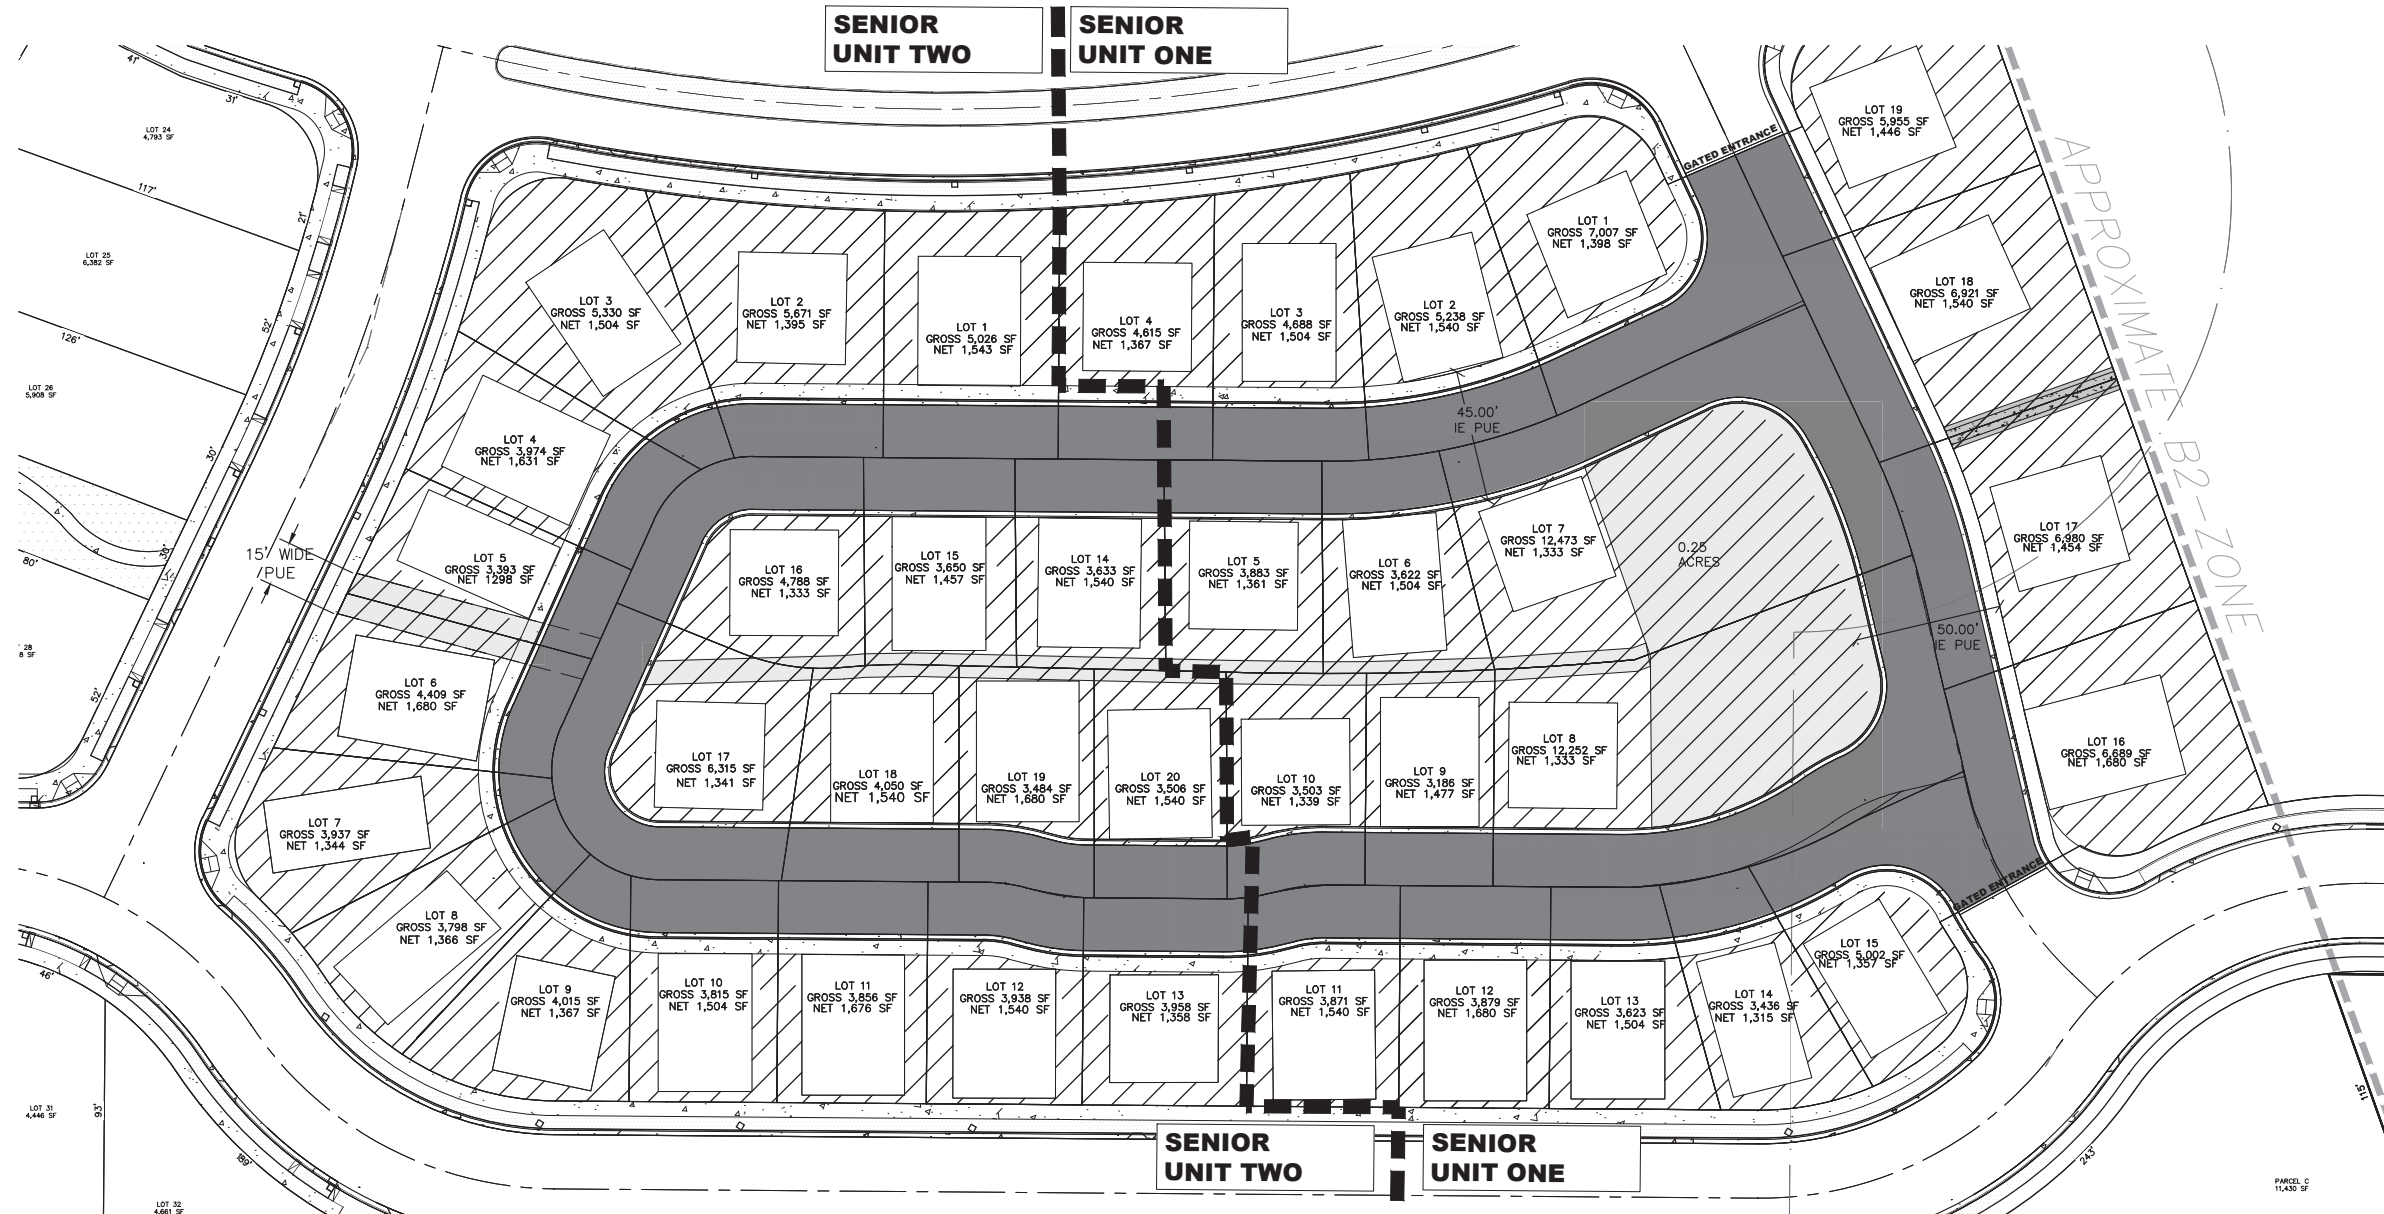 SENIOR
UNIT TWO
SENIOR
UNIT ONE
41'
31'
LOT 24
4,793 SF
117'
21'
LOT 25
6,382 SF
52'
126'
LOT 26
5,908 SF
30'
30'
80'
15' WIDE
PUE
28
8 SF
52'
46'
LOT 31
4,446 SF
93'
189'
LOT 32
4,661 SF
LOT 3
GROSS 5,330 SF
NET 1,504 SF
LOT 2
GROSS 5,671 SF
NET 1,395 SF
LOT 1
GROSS 5,026 SF
NET 1,543 SF
LOT 4
GROSS 4,615 SF
NET 1,367 SF
LOT 3
GROSS 4,688 SF
NET 1,504 SF
LOT 2
GROSS 5,238 SF
NET 1,540 SF
LOT 1
GROSS 7,007 SF
NET 1,398 SF
GATED ENTRANCE
LOT 19
GROSS 5,955 SF
NET 1,446 SF
LOT 18
GROSS 6,921 SF
NET 1,540 SF
APPROXIMATE B2-ZONE
LOT 4
GROSS 3,974 SF
NET 1,631 SF
45.00'
IE PUE
LOT 5
GROSS 3,393 SF
NET 1298 SF
LOT 16
GROSS 4,788 SF
NET 1,333 SF
LOT 15
GROSS 3,650 SF
NET 1,457 SF
LOT 14
GROSS 3,633 SF
NET 1,540 SF
LOT 5
GROSS 3,883 SF
NET 1,361 SF
LOT 6
GROSS 3,622 SF
NET 1,504 SF
LOT 7
GROSS 12,473 SF
NET 1,333 SF
0.25
ACRES
LOT 17
GROSS 6,980 SF
NET 1,454 SF
50.00'
IE PUE
LOT 6
GROSS 4,409 SF
NET 1,680 SF
LOT 17
GROSS 6,315 SF
NET 1,341 SF
LOT 18
GROSS 4,050 SF
NET 1,540 SF
LOT 19
GROSS 3,484 SF
NET 1,680 SF
LOT 20
GROSS 3,506 SF
NET 1,540 SF
LOT 10
GROSS 3,503 SF
NET 1,339 SF
LOT 9
GROSS 3,186 SF
NET 1,477 SF
LOT 8
GROSS 12,252 SF
NET 1,333 SF
LOT 16
GROSS 6,689 SF
NET 1,680 SF
LOT 7
GROSS 3,937 SF
NET 1,344 SF
GATED ENTRANCE
LOT 8
GROSS 3,798 SF
NET 1,366 SF
LOT 9
GROSS 4,015 SF
NET 1,367 SF
LOT 10
GROSS 3,815 SF
NET 1,504 SF
LOT 11
GROSS 3,856 SF
NET 1,676 SF
LOT 12
GROSS 3,938 SF
NET 1,540 SF
LOT 13
GROSS 3,958 SF
NET 1,358 SF
LOT 11
GROSS 3,871 SF
NET 1,540 SF
LOT 12
GROSS 3,879 SF
NET 1,680 SF
LOT 13
GROSS 3,623 SF
NET 1,504 SF
LOT 14
GROSS 3,436 SF
NET 1,315 SF
LOT 15
GROSS 5,002 SF
NET 1,357 SF
SENIOR
UNIT TWO
SENIOR
UNIT ONE
243'
115'
PARCEL C
11,430 SF